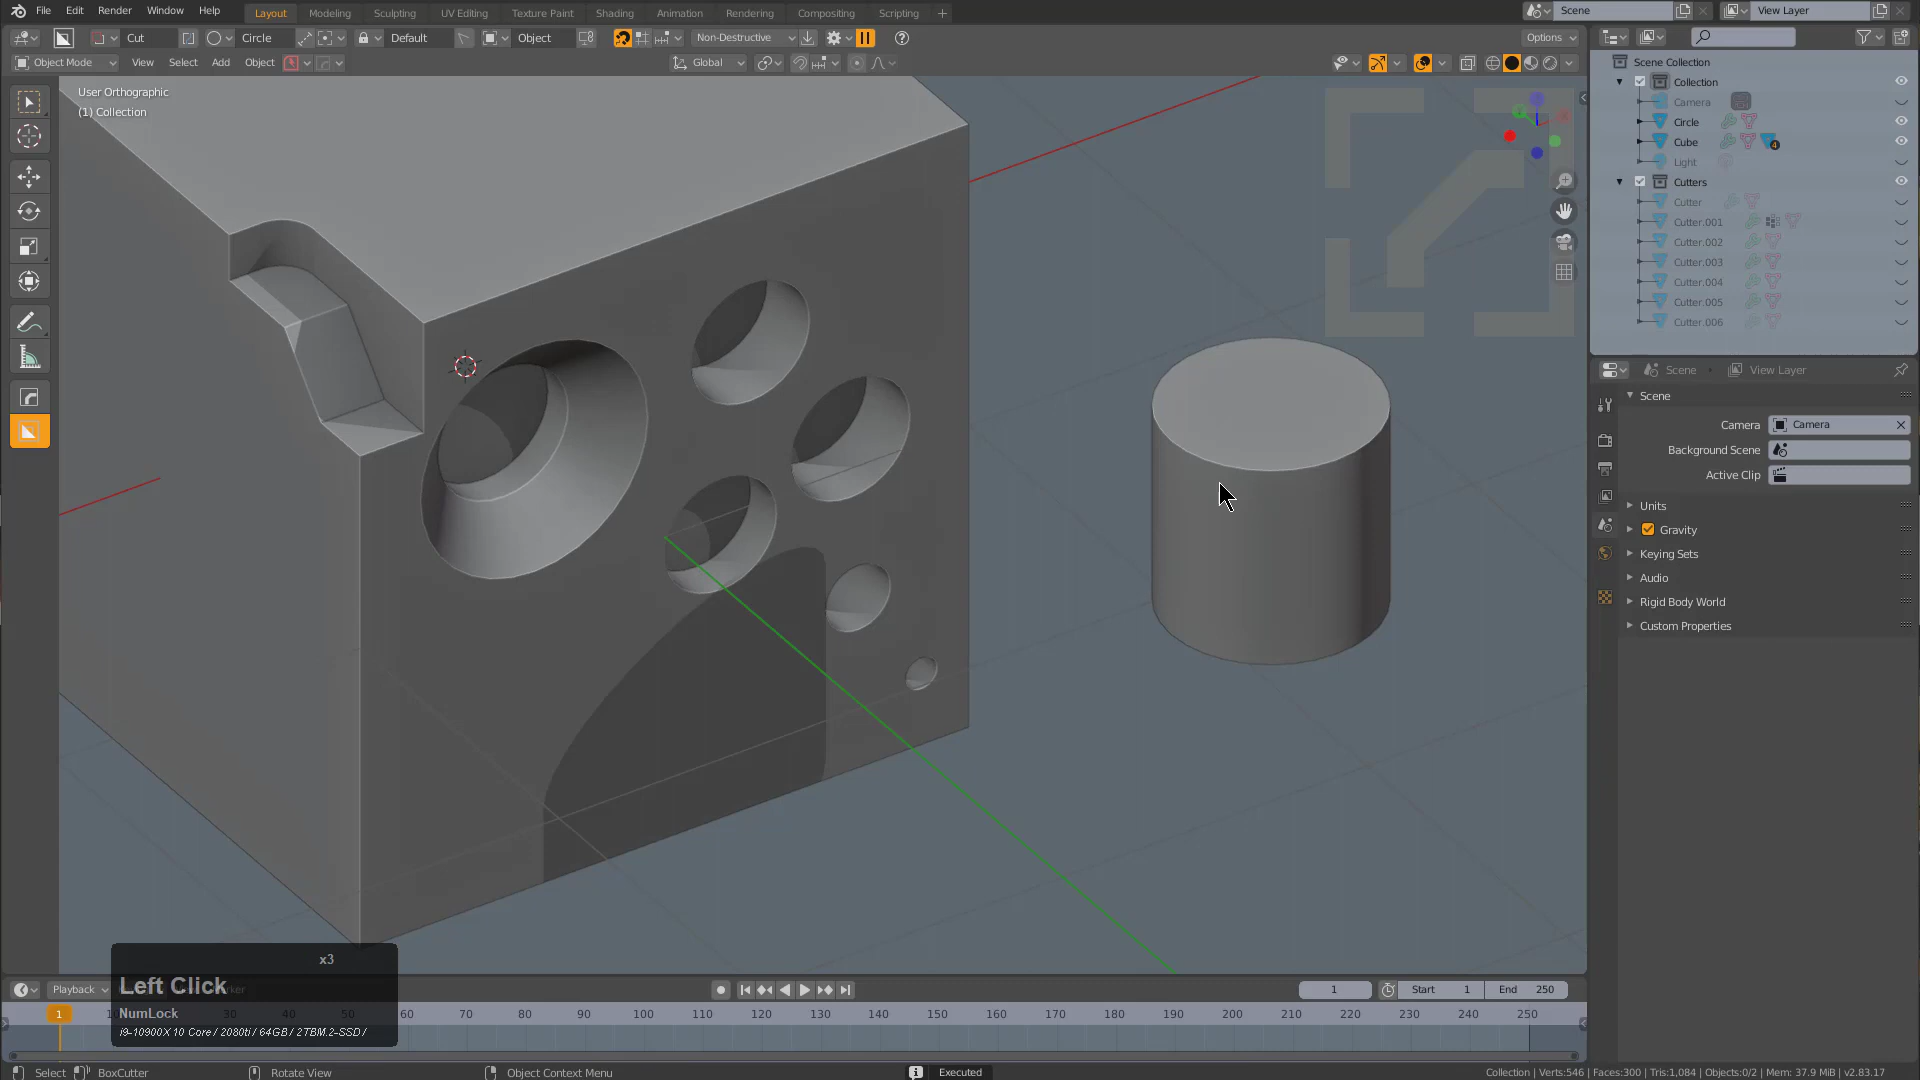 File Edit Render Window Help Layout Modeling Sculpting UV Editing Texture Paint Shading Animation Rendering Compositing Scripting + Scene View Layer
Cut Circle Default Object Non-Destructive Options
Object Mode View Select Add Object Global
User Orthographic
(1) Collection
Scene Collection
Collection
Camera
Circle
Cube 4
Light
Cutters
Cutter
Cutter.001
Cutter.002
Cutter.003
Cutter.004
Cutter.005
Cutter.006
Scene View Layer
Scene
Camera Camera
Background Scene
Active Clip
Units
Gravity
Keying Sets
Audio
Rigid Body World
Custom Properties
x3
Left Click
NumLock
i9-10900X 10 Core / 2080ti / 64GB / 2TBM.2-SSD /
Playback 1 Start 1 End 250
1 30 40 50 60 70 80 90 100 110 120 130 140 150 160 170 180 190 200 210 220 230 240 250
Select BoxCutter Rotate View Object Context Menu Executed Collection | Verts:546 | Faces:300 | Tris:1,084 | Objects:0/2 | Mem: 37.9 MiB | v2.83.17